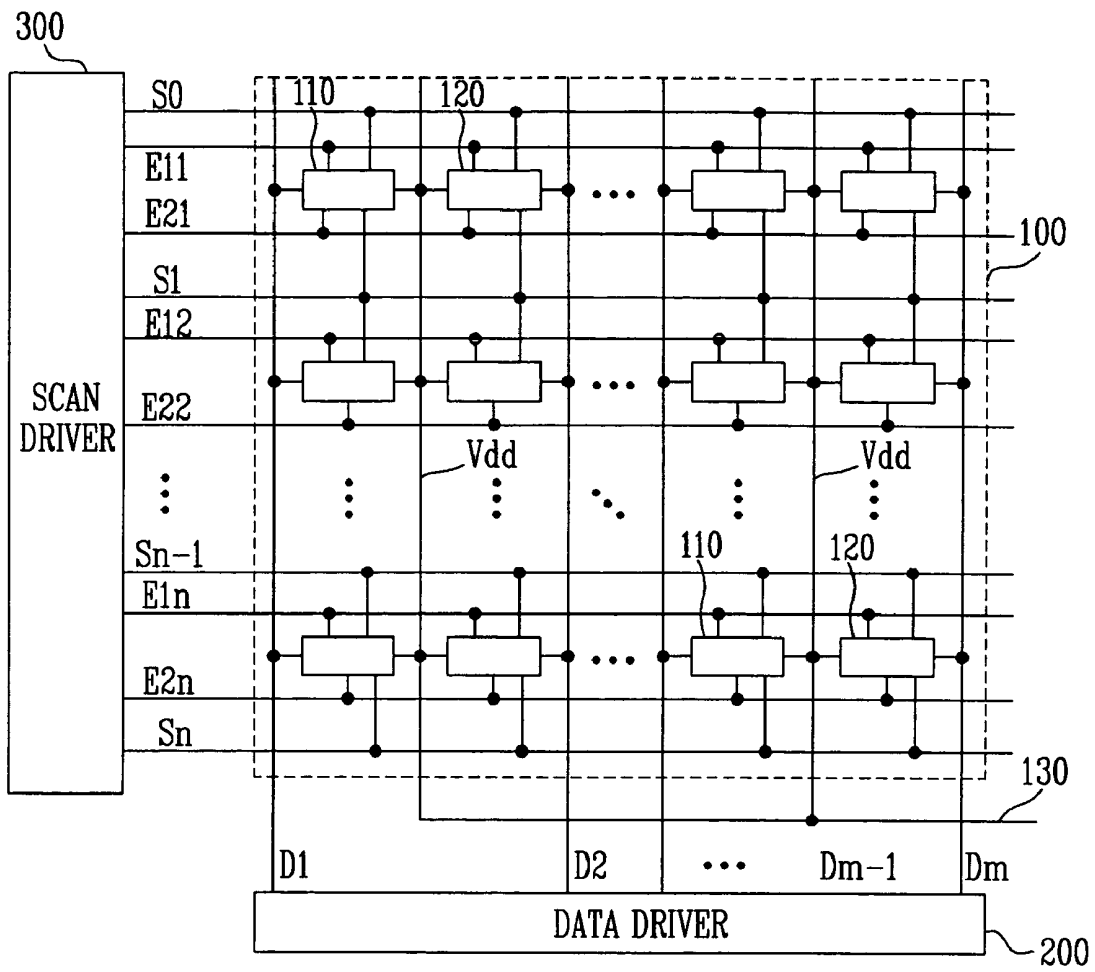 300
S0
110
120
E11
E21
100
S1
E12
SCAN
DRIVER
E22
Vdd
Vdd
Sn-1
110
120
E1n
E2n
Sn
130
D1
D2
Dm-1
Dm
DATA DRIVER
200